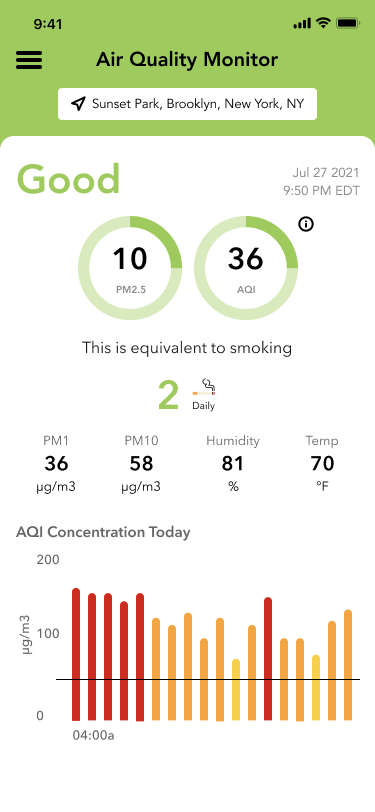 9:41
Air Quality Monitor
Sunset Park, Brooklyn, New York, NY
Good
Jul 27 2021
9:50 PM EDT
10
PM2.5
36
AQI
This is equivalent to smoking
2
Daily
PM1 PM10 Humidity Temp
36 58 81 70
µg/m3 µg/m3 % °F
AQI Concentration Today
200
µg/m3
100
0
04:00a